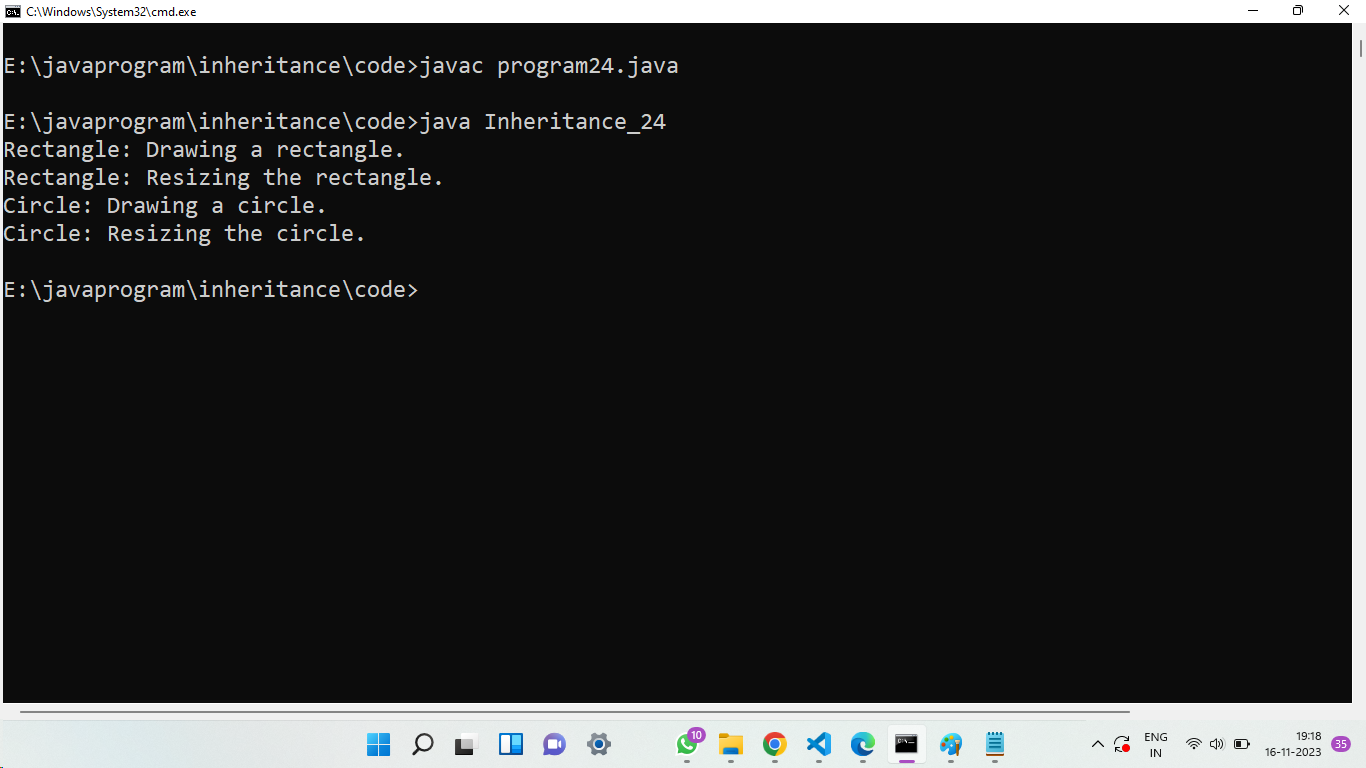 C:\Windows\System32\cmd.exe
E:\javaprogram\inheritance\code>javac program24.java
E:\javaprogram\inheritance\code>java Inheritance_24
Rectangle: Drawing a rectangle.
Rectangle: Resizing the rectangle.
Circle: Drawing a circle.
Circle: Resizing the circle.
E:\javaprogram\inheritance\code>
10
ENG
IN
19:18
16-11-2023
35